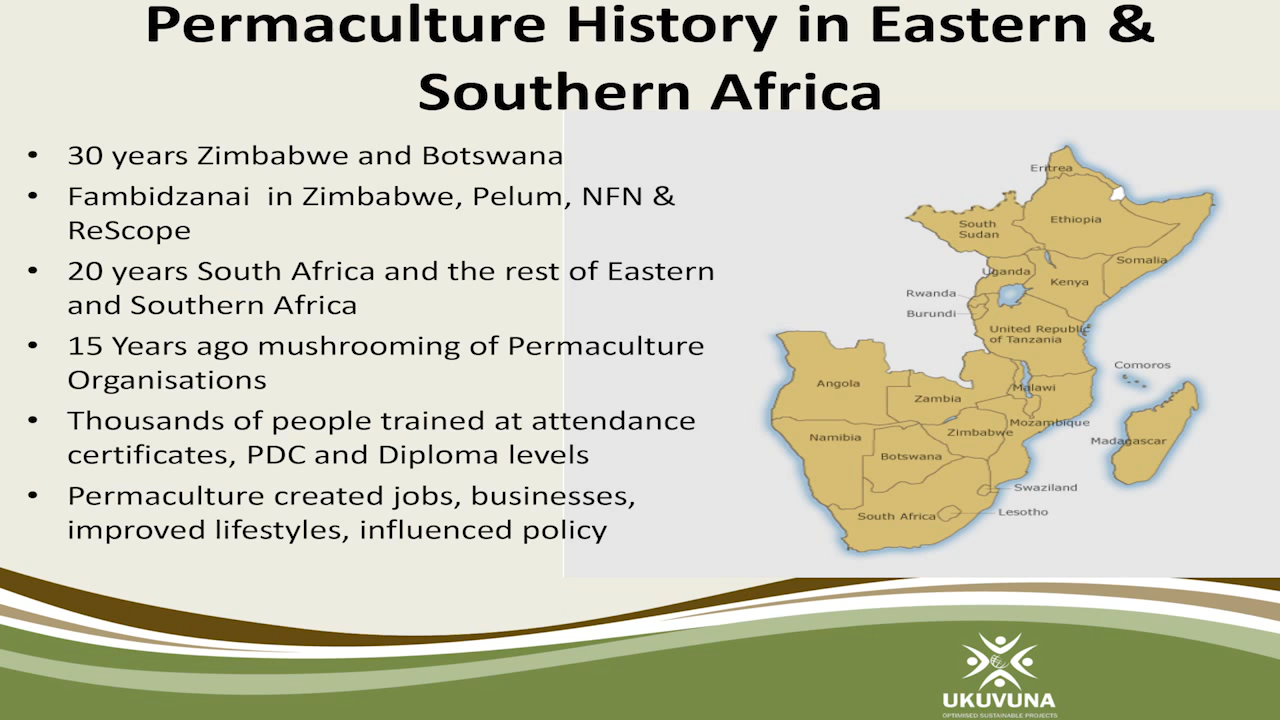 Permaculture History in Eastern &
Southern Africa
• 30 years Zimbabwe and Botswana
• Fambidzanai in Zimbabwe, Pelum, NFN &
ReScope
• 20 years South Africa and the rest of Eastern
and Southern Africa
• 15 Years ago mushrooming of Permaculture
Organisations
• Thousands of people trained at attendance
certificates, PDC and Diploma levels
• Permaculture created jobs, businesses,
improved lifestyles, influenced policy
Eritrea
Ethiopia
South
Sudan
Somalia
Uganda
Kenya
Rwanda
Burundi
United Republic
of Tanzania
Comoros
Angola
Malawi
Zambia
Mozambique
Zimbabwe
Namibia
Madagascar
Botswana
Swaziland
South Africa
Lesotho
UKUVUNA
OPTIMISED SUSTAINABLE PROJECTS